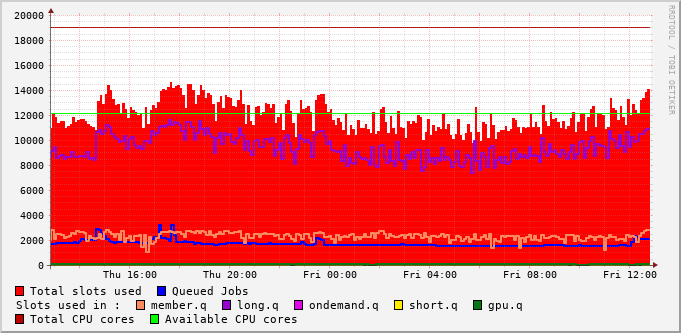 20000
18000
16000
14000
12000
10000
8000
6000
4000
2000
0
Thu 16:00 Thu 20:00 Fri 00:00 Fri 04:00 Fri 08:00 Fri 12:00
RRDTOOL / TOBI OETIKER
Total slots used Queued Jobs
Slots used in : member.q long.q ondemand.q short.q gpu.q
Total CPU cores Available CPU cores